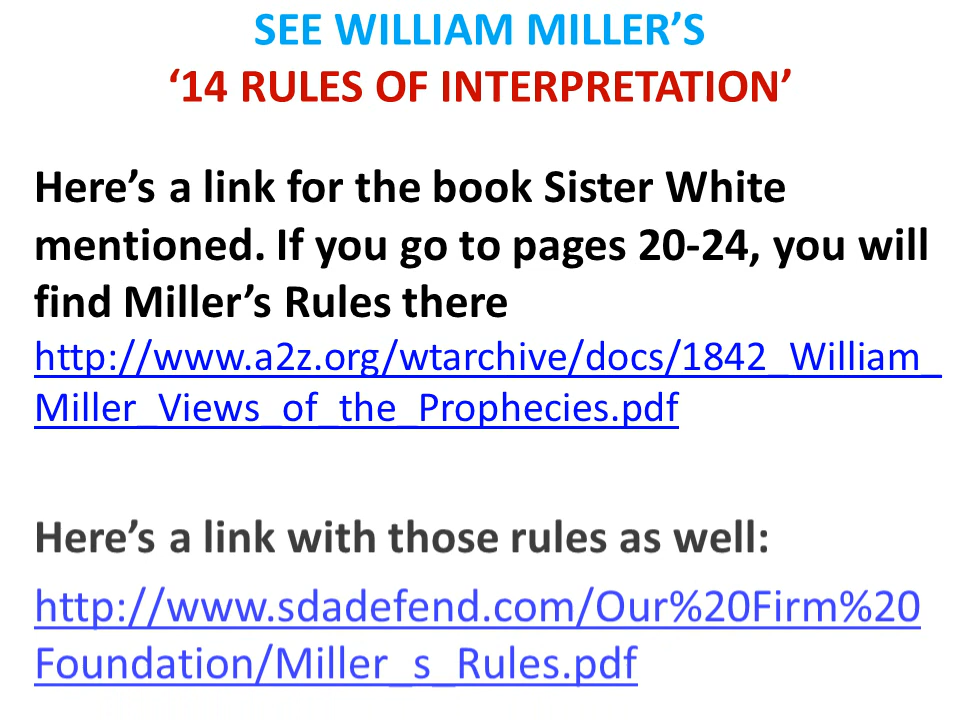 SEE WILLIAM MILLER’S
‘14 RULES OF INTERPRETATION’
Here’s a link for the book Sister White
mentioned. If you go to pages 20-24, you will
find Miller’s Rules there
http://www.a2z.org/wtarchive/docs/1842_William_
Miller_Views_of_the_Prophecies.pdf
Here’s a link with those rules as well:
http://www.sdadefend.com/Our%20Firm%20
Foundation/Miller_s_Rules.pdf